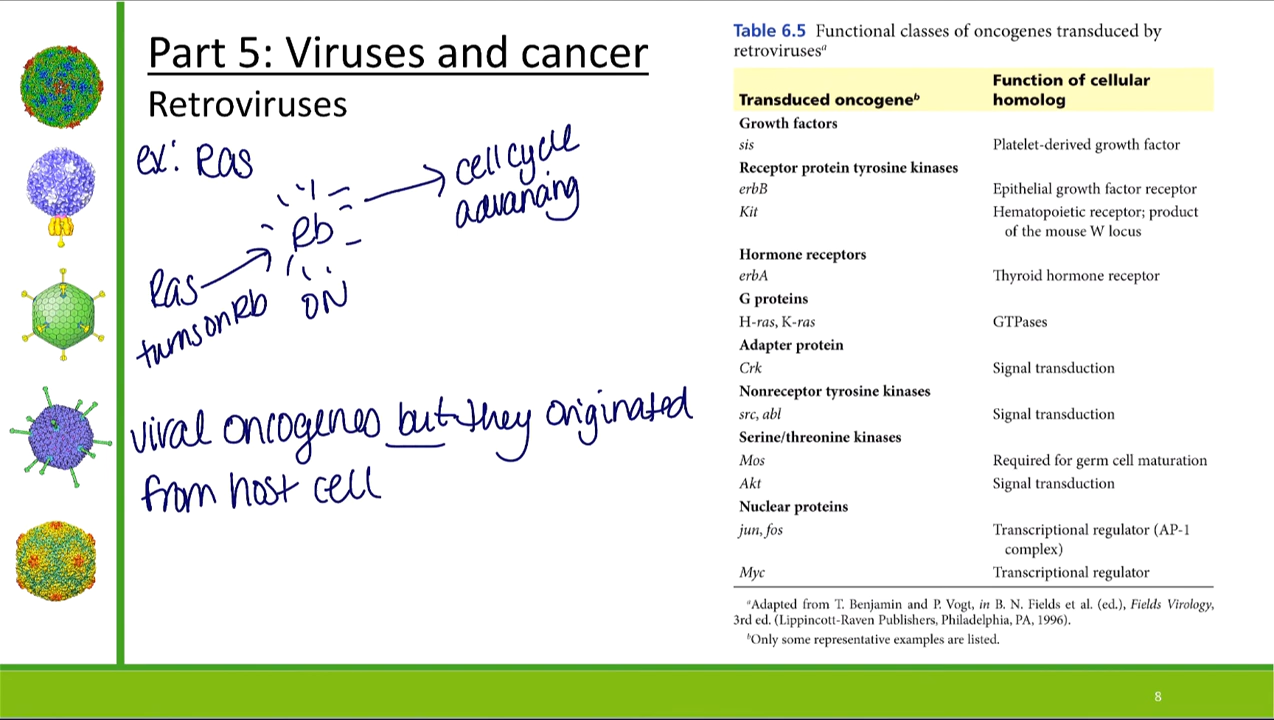 Part 5: Viruses and cancer
Retroviruses
ex: Ras
Rb
cell cycle
advancing
Ras
turns on Rb
ON
viral oncogenes but they originated
from host cell
Table 6.5 Functional classes of oncogenes transduced by
retrovirusesᵃ
Transduced oncogeneᵇ Function of cellular
homolog
Growth factors
sis Platelet-derived growth factor
Receptor protein tyrosine kinases
erbB Epithelial growth factor receptor
Kit Hematopoietic receptor; product
of the mouse W locus
Hormone receptors
erbA Thyroid hormone receptor
G proteins
H-ras, K-ras GTPases
Adapter protein
Crk Signal transduction
Nonreceptor tyrosine kinases
src, abl Signal transduction
Serine/threonine kinases
Mos Required for germ cell maturation
Akt Signal transduction
Nuclear proteins
jun, fos Transcriptional regulator (AP-1
complex)
Myc Transcriptional regulator
ᵃAdapted from T. Benjamin and P. Vogt, in B. N. Fields et al. (ed.), Fields Virology,
3rd ed. (Lippincott-Raven Publishers, Philadelphia, PA, 1996).
ᵇOnly some representative examples are listed.
8